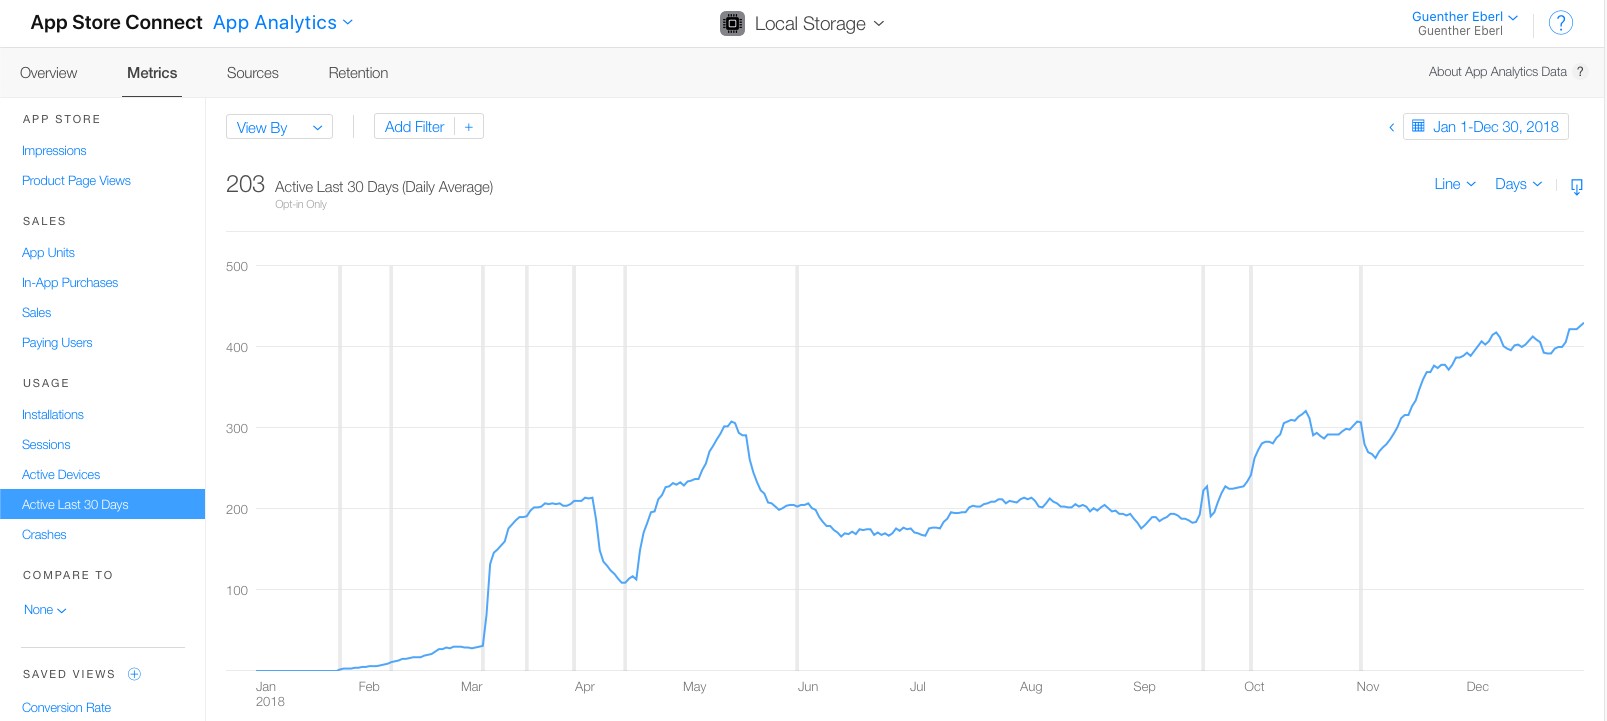 App Store Connect App Analytics
Local Storage
Guenther Eberl
Guenther Eberl
?
Overview
Metrics
Sources
Retention
About App Analytics Data ?
APP STORE
Impressions
Product Page Views
SALES
App Units
In-App Purchases
Sales
Paying Users
USAGE
Installations
Sessions
Active Devices
Active Last 30 Days
Crashes
COMPARE TO
None
SAVED VIEWS
Conversion Rate
View By
Add Filter +
Jan 1-Dec 30, 2018
203 Active Last 30 Days (Daily Average)
Opt-in Only
Line
Days
500
400
300
200
100
Jan Feb Mar Apr May Jun Jul Aug Sep Oct Nov Dec
2018